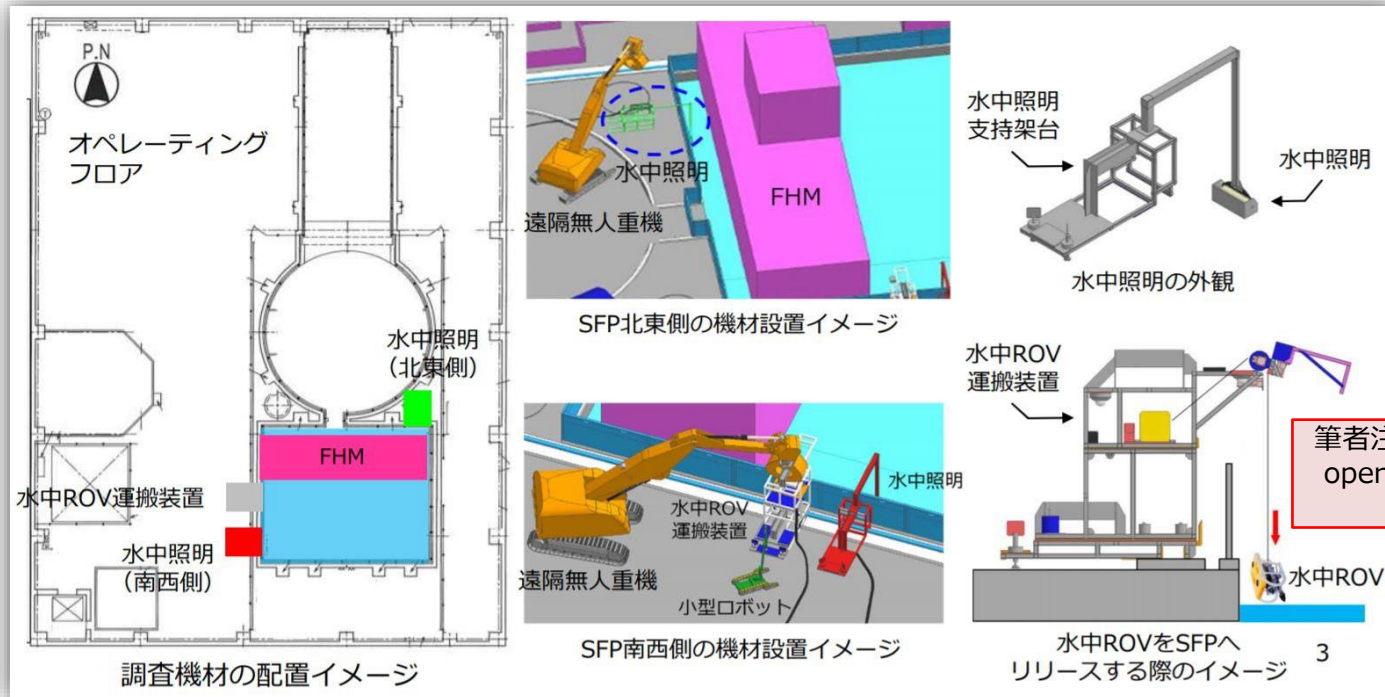 P.N
オペレーティング
フロア
水中照明
（北東側）
FHM
水中ROV運搬装置
水中照明
（南西側）
調査機材の配置イメージ
水中照明
遠隔無人重機
FHM
SFP北東側の機材設置イメージ
水中照明
水中ROV
運搬装置
遠隔無人重機
小型ロボット
SFP南西側の機材設置イメージ
水中照明
支持架台
水中照明
水中照明の外観
水中ROV
運搬装置
筆者注
open
水中ROV
水中ROVをSFPへ
リリースする際のイメージ
3